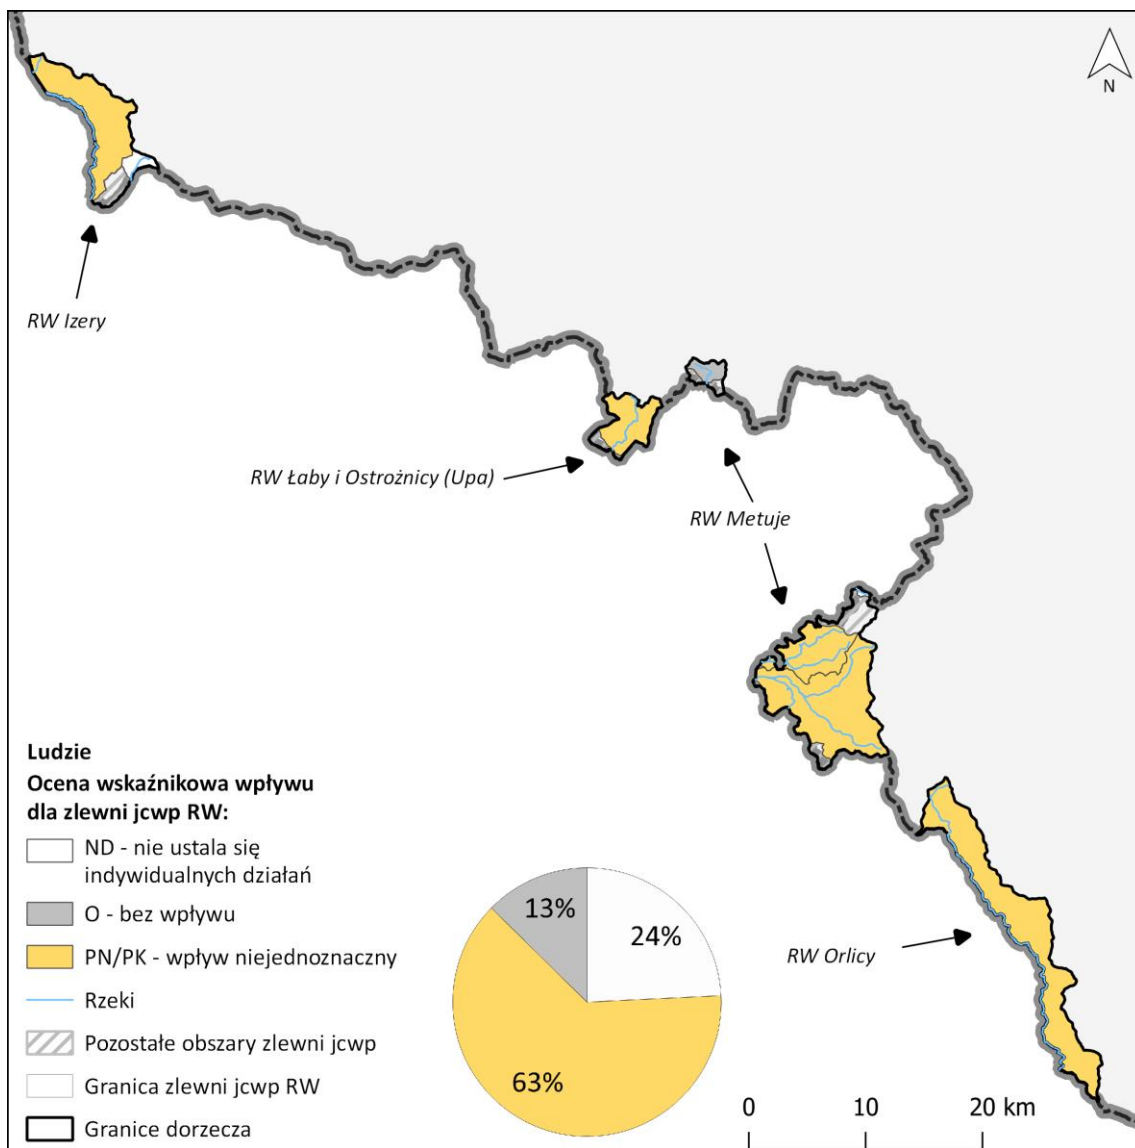 N
RW Izery
RW Łaby i Ostrożnicy (Upa)
RW Metuje
RW Orlicy
Ludzie
Ocena wskaźnikowa wpływu
dla zlewni jcwp RW:
ND - nie ustala się
indywidualnych działań
O - bez wpływu
PN/PK - wpływ niejednoznaczny
Rzeki
Pozostałe obszary zlewni jcwp
Granica zlewni jcwp RW
Granice dorzecza
13%
24%
63%
0 10 20 km